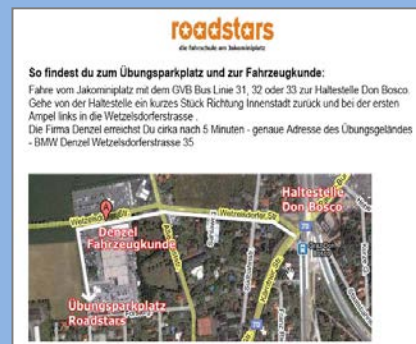 roadstars
die fahrschule am Jakominiplatz
So findest du zum Übungsparkplatz und zur Fahrzeugkunde:
Fahre vom Jakominiplatz mit dem GVB Bus Linie 31, 32 oder 33 zur Haltestelle Don Bosco.
Gehe von der Haltestelle ein kurzes Stück Richtung Innenstadt zurück und bei der ersten
Ampel links in die Wetzelsdorferstrasse .
Die Firma Denzel erreichst Du cirka nach 5 Minuten - genaue Adresse des Übungsgeländes
- BMW Denzel Wetzelsdorferstrasse 35
Haltestelle
Don Bosco
A
Wetzelsdorfer Str.
70
Denzel
Fahrzeugkunde
Übungsparkplatz
Roadstars
70